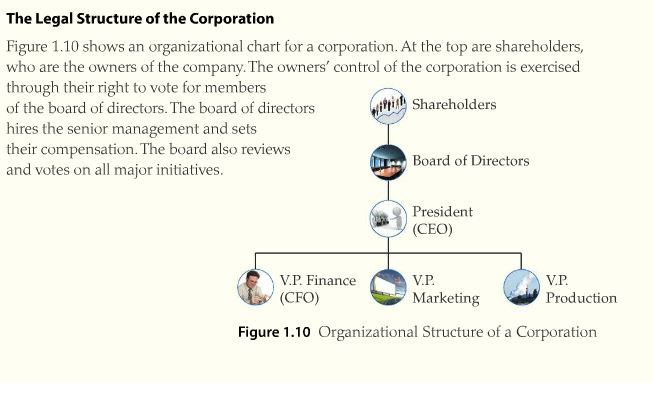 The Legal Structure of the Corporation
Figure 1.10 shows an organizational chart for a corporation. At the top are shareholders,
who are the owners of the company. The owners' control of the corporation is exercised
through their right to vote for members
of the board of directors. The board of directors
hires the senior management and sets
their compensation. The board also reviews
and votes on all major initiatives.
Shareholders
Board of Directors
President
(CEO)
V.P. Finance
(CFO)
V.P.
Marketing
V.P.
Production
Figure 1.10 Organizational Structure of a Corporation